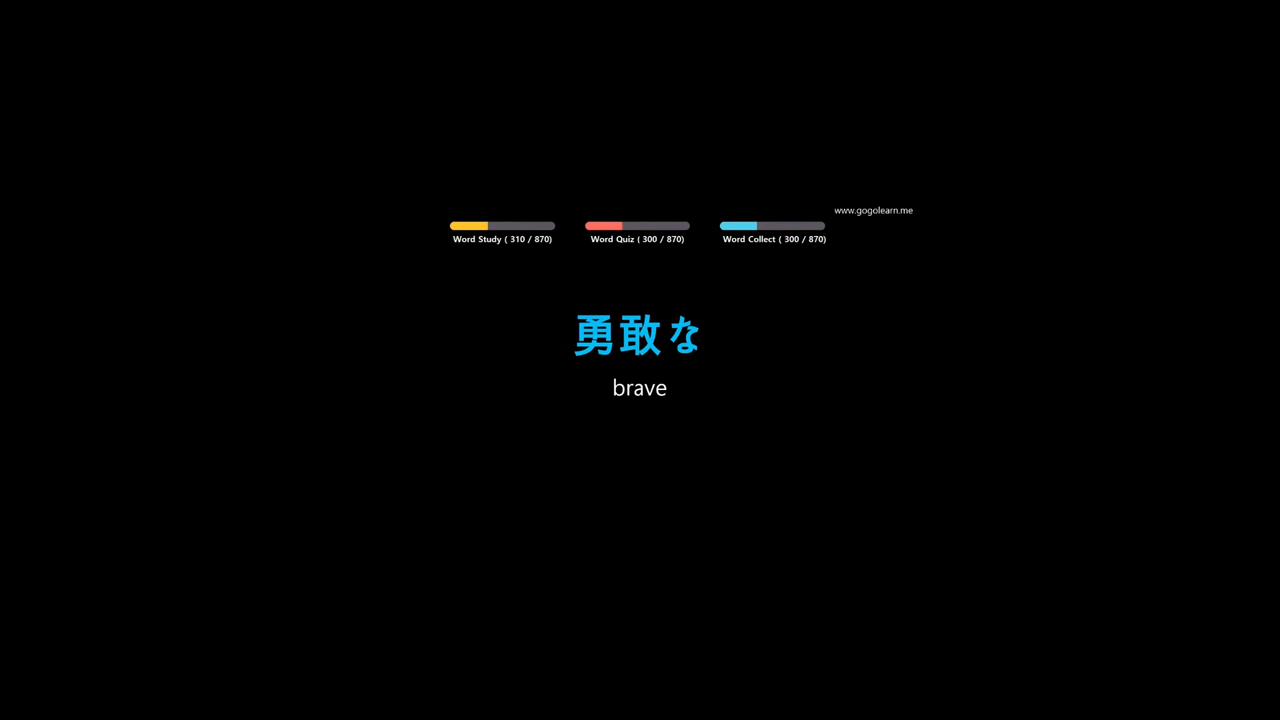 www.gogolearn.me
Word Study ( 310 / 870)
Word Quiz ( 300 / 870)
Word Collect ( 300 / 870)
勇敢な
brave